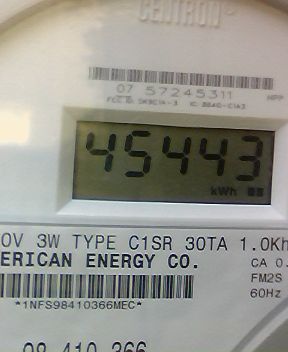 CENTRON
07 57245311
45443
kWh
0V 3W TYPE C1SR 30TA 1.0Kh
ERICAN ENERGY CO.
CA 0.
FM2S
60Hz
*1NFS98410366MEC*
98 410 366